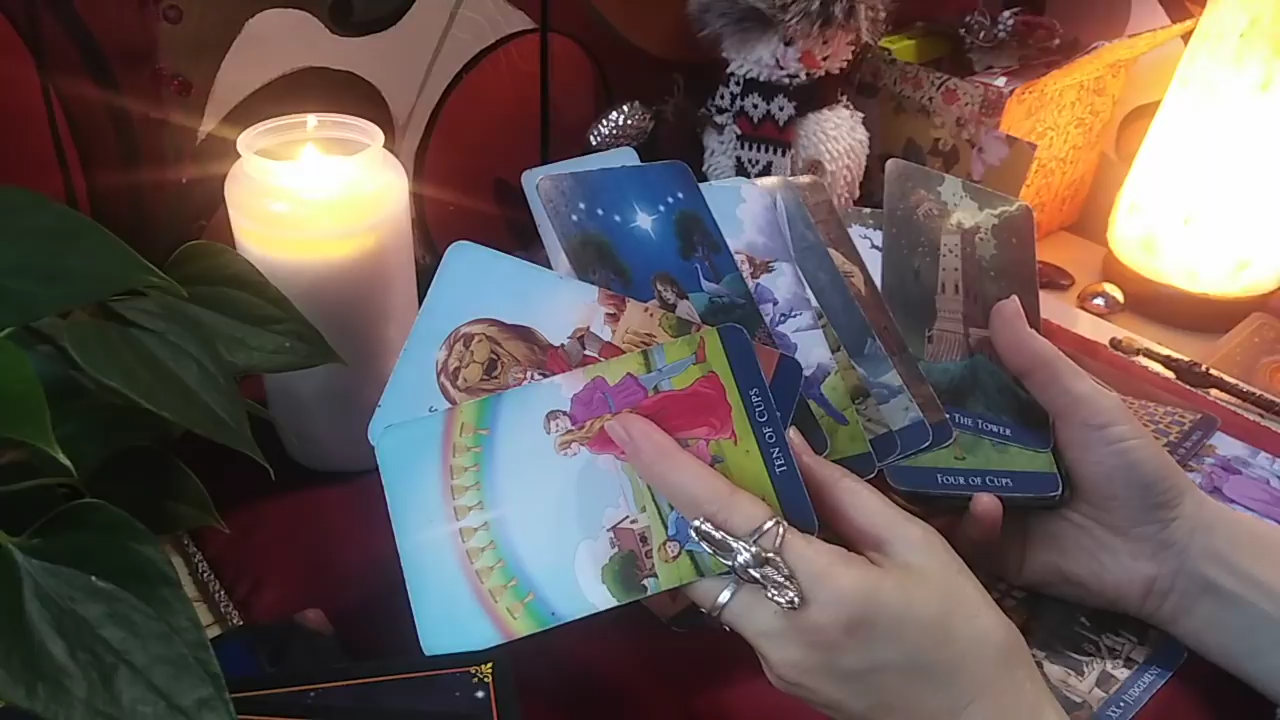 TEN OF CUPS
THE TOWER
FOUR OF CUPS
XX • JUDGEMENT